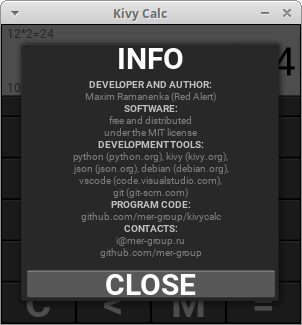 Kivy Calc
12*2=24
4
INFO
DEVELOPER AND AUTHOR:
Maxim Ramanenka (Red Alert)
SOFTWARE:
free and distributed
under the MIT license
DEVELOPMENT TOOLS:
python (python.org), kivy (kivy.org),
json (json.org), debian (debian.org),
vscode (code.visualstudio.com),
git (git-scm.com)
PROGRAM CODE:
github.com/mer-group/kivycalc
CONTACTS:
i@mer-group.ru
github.com/mer-group
10
CLOSE
C < M =